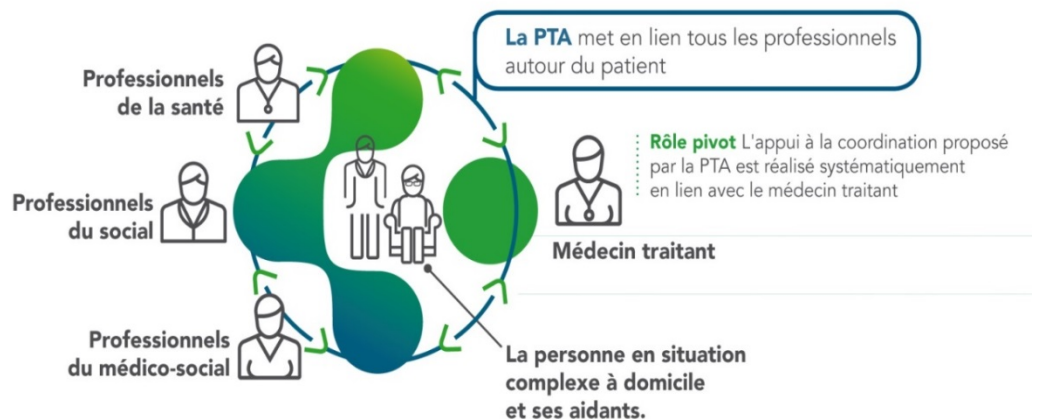 La PTA met en lien tous les professionnels
autour du patient
Professionnels
de la santé
Rôle pivot L'appui à la coordination proposé
par la PTA est réalisé systématiquement
en lien avec le médecin traitant
Professionnels
du social
Médecin traitant
Professionnels
du médico-social
La personne en situation
complexe à domicile
et ses aidants.